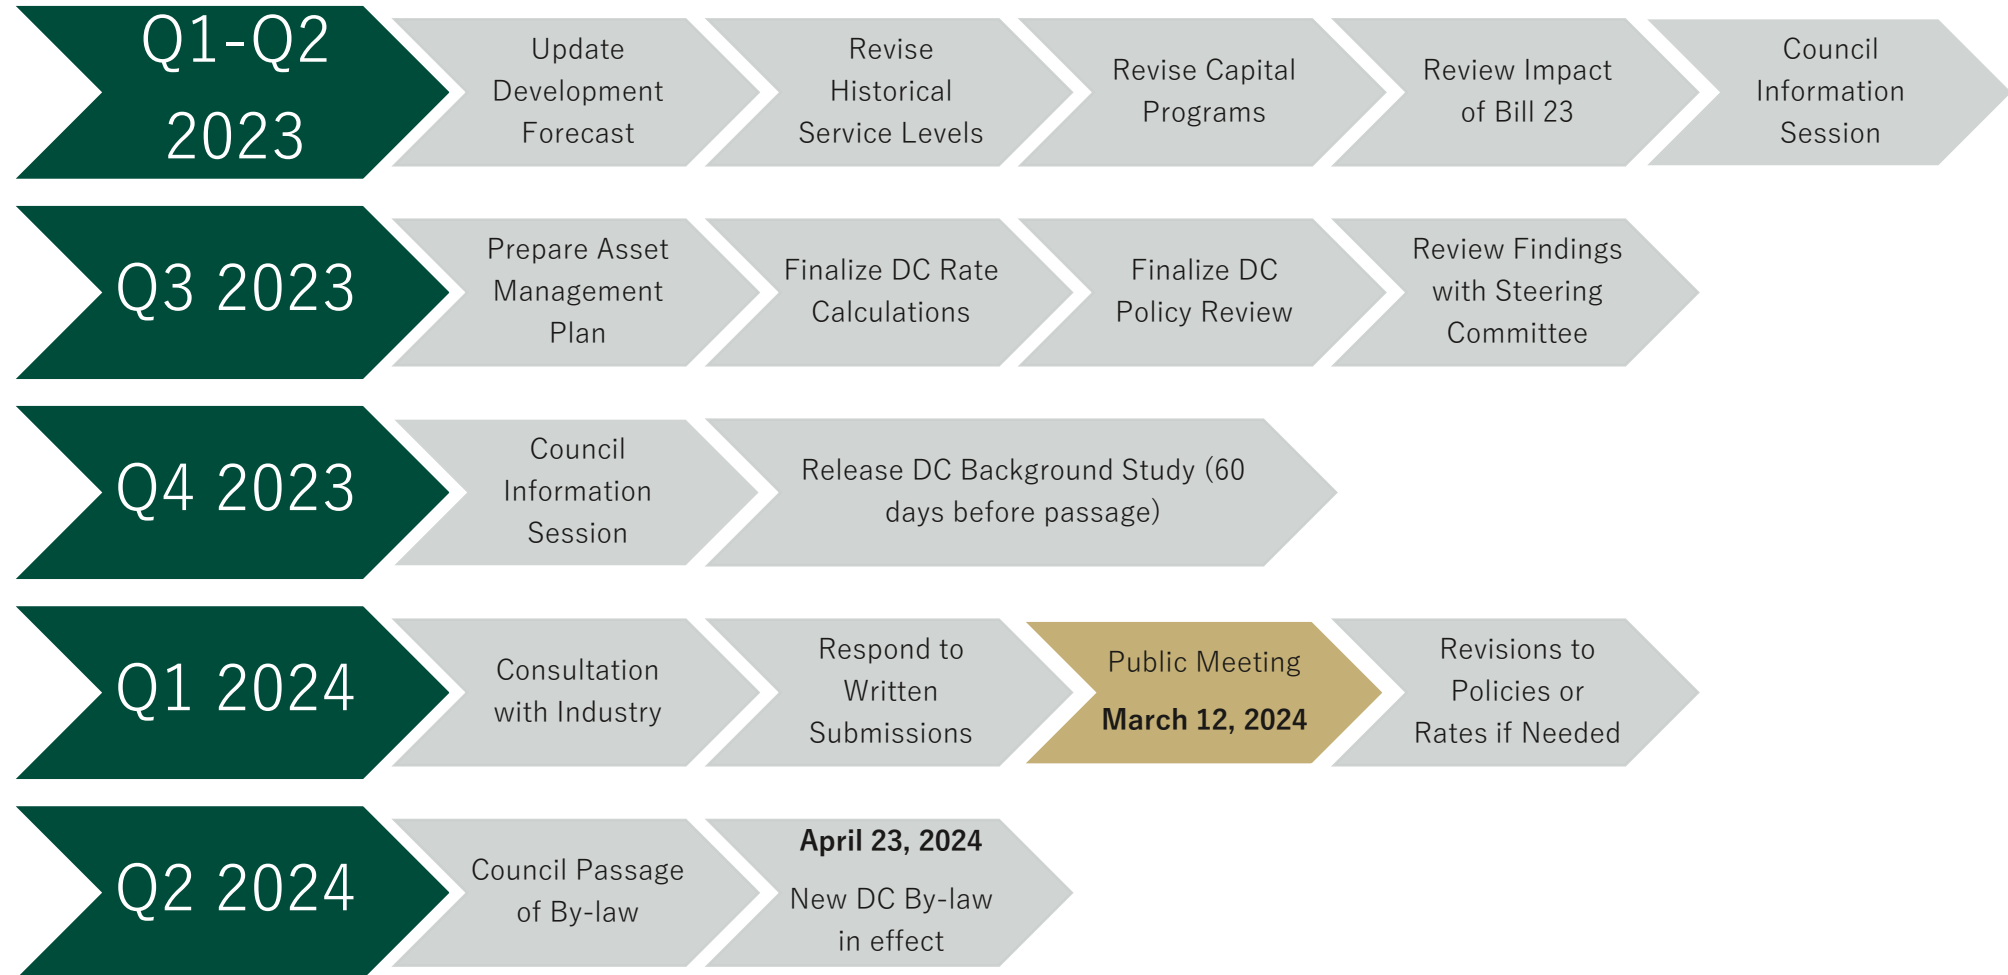 Q1-Q2
2023
Update
Development
Forecast
Revise
Historical
Service Levels
Revise Capital
Programs
Review Impact
of Bill 23
Council
Information
Session
Q3 2023
Prepare Asset
Management
Plan
Finalize DC Rate
Calculations
Finalize DC
Policy Review
Review Findings
with Steering
Committee
Q4 2023
Council
Information
Session
Release DC Background Study (60
days before passage)
Q1 2024
Consultation
with Industry
Respond to
Written
Submissions
Public Meeting
March 12, 2024
Revisions to
Policies or
Rates if Needed
Q2 2024
Council Passage
of By-law
April 23, 2024
New DC By-law
in effect